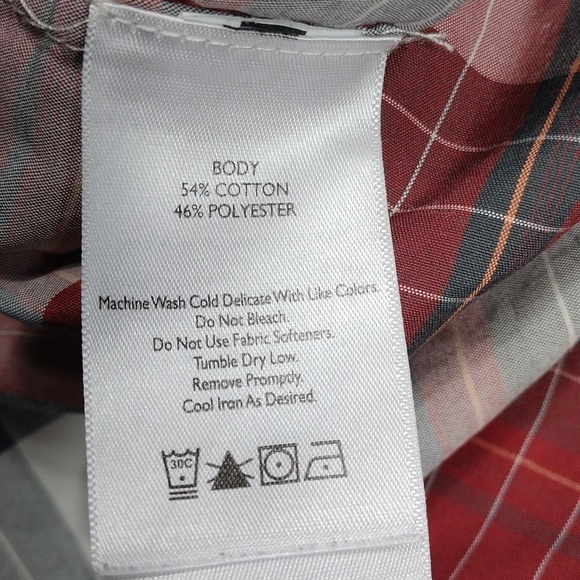 BODY
54% COTTON
46% POLYESTER
Machine Wash Cold Delicate With Like Colors.
Do Not Bleach.
Do Not Use Fabric Softeners.
Tumble Dry Low.
Remove Promptly.
Cool Iron As Desired.
30C